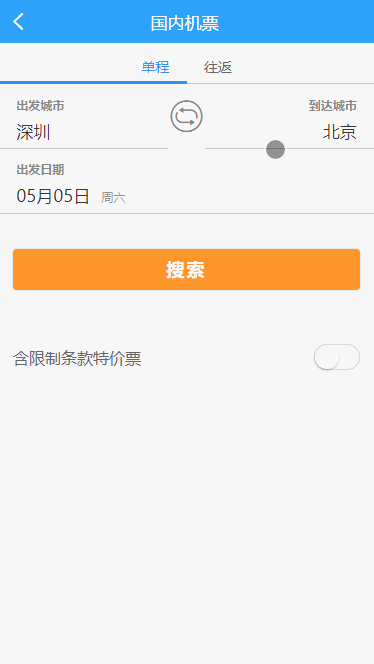 国内机票
单程 往返
出发城市 到达城市
深圳 北京
出发日期
05月05日 周六
搜索
含限制条款特价票